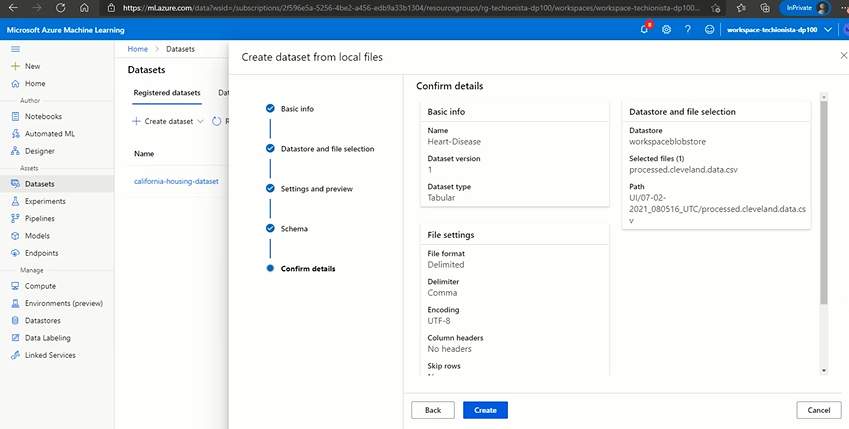 https://ml.azure.com/data?wsid=/subscriptions/2f596e5a-5256-4be2-a456-edb9a33b1304/resourcegroups/rg-techionista-dp100/workspaces/workspace-techionista-dp100...
InPrivate
Microsoft Azure Machine Learning
8
workspace-techionista-dp100
New
Home
Author
Notebooks
Automated ML
Designer
Assets
Datasets
Experiments
Pipelines
Models
Endpoints
Manage
Compute
Environments (preview)
Datastores
Data Labeling
Linked Services
Home > Datasets
Datasets
Registered datasets Dat
Create dataset R
Name
california-housing-dataset
Create dataset from local files
Basic info
Datastore and file selection
Settings and preview
Schema
Confirm details
Confirm details
Basic info
Name
Heart-Disease
Dataset version
1
Dataset type
Tabular
File settings
File format
Delimited
Delimiter
Comma
Encoding
UTF-8
Column headers
No headers
Skip rows
Datastore and file selection
Datastore
workspaceblobstore
Selected files (1)
processed.cleveland.data.csv
Path
UI/07-02-
2021_080516_UTC/processed.cleveland.data.cs
v
Back
Create
Cancel